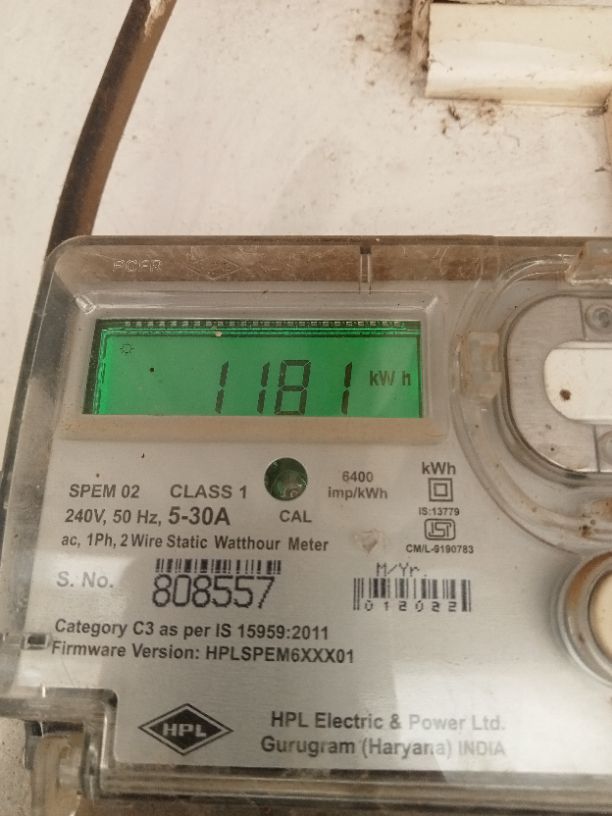 1181 kWh
SPEM 02 CLASS 1
240V, 50 Hz, 5-30A
CAL
6400
imp/kWh
kWh
IS:13779
ISI
CM/L-9190783
ac, 1Ph, 2 Wire Static Watthour Meter
S. No. 808557
M/Yr.
012022
Category C3 as per IS 15959:2011
Firmware Version: HPLSPEM6XXX01
HPL
HPL Electric & Power Ltd.
Gurugram (Haryana) INDIA